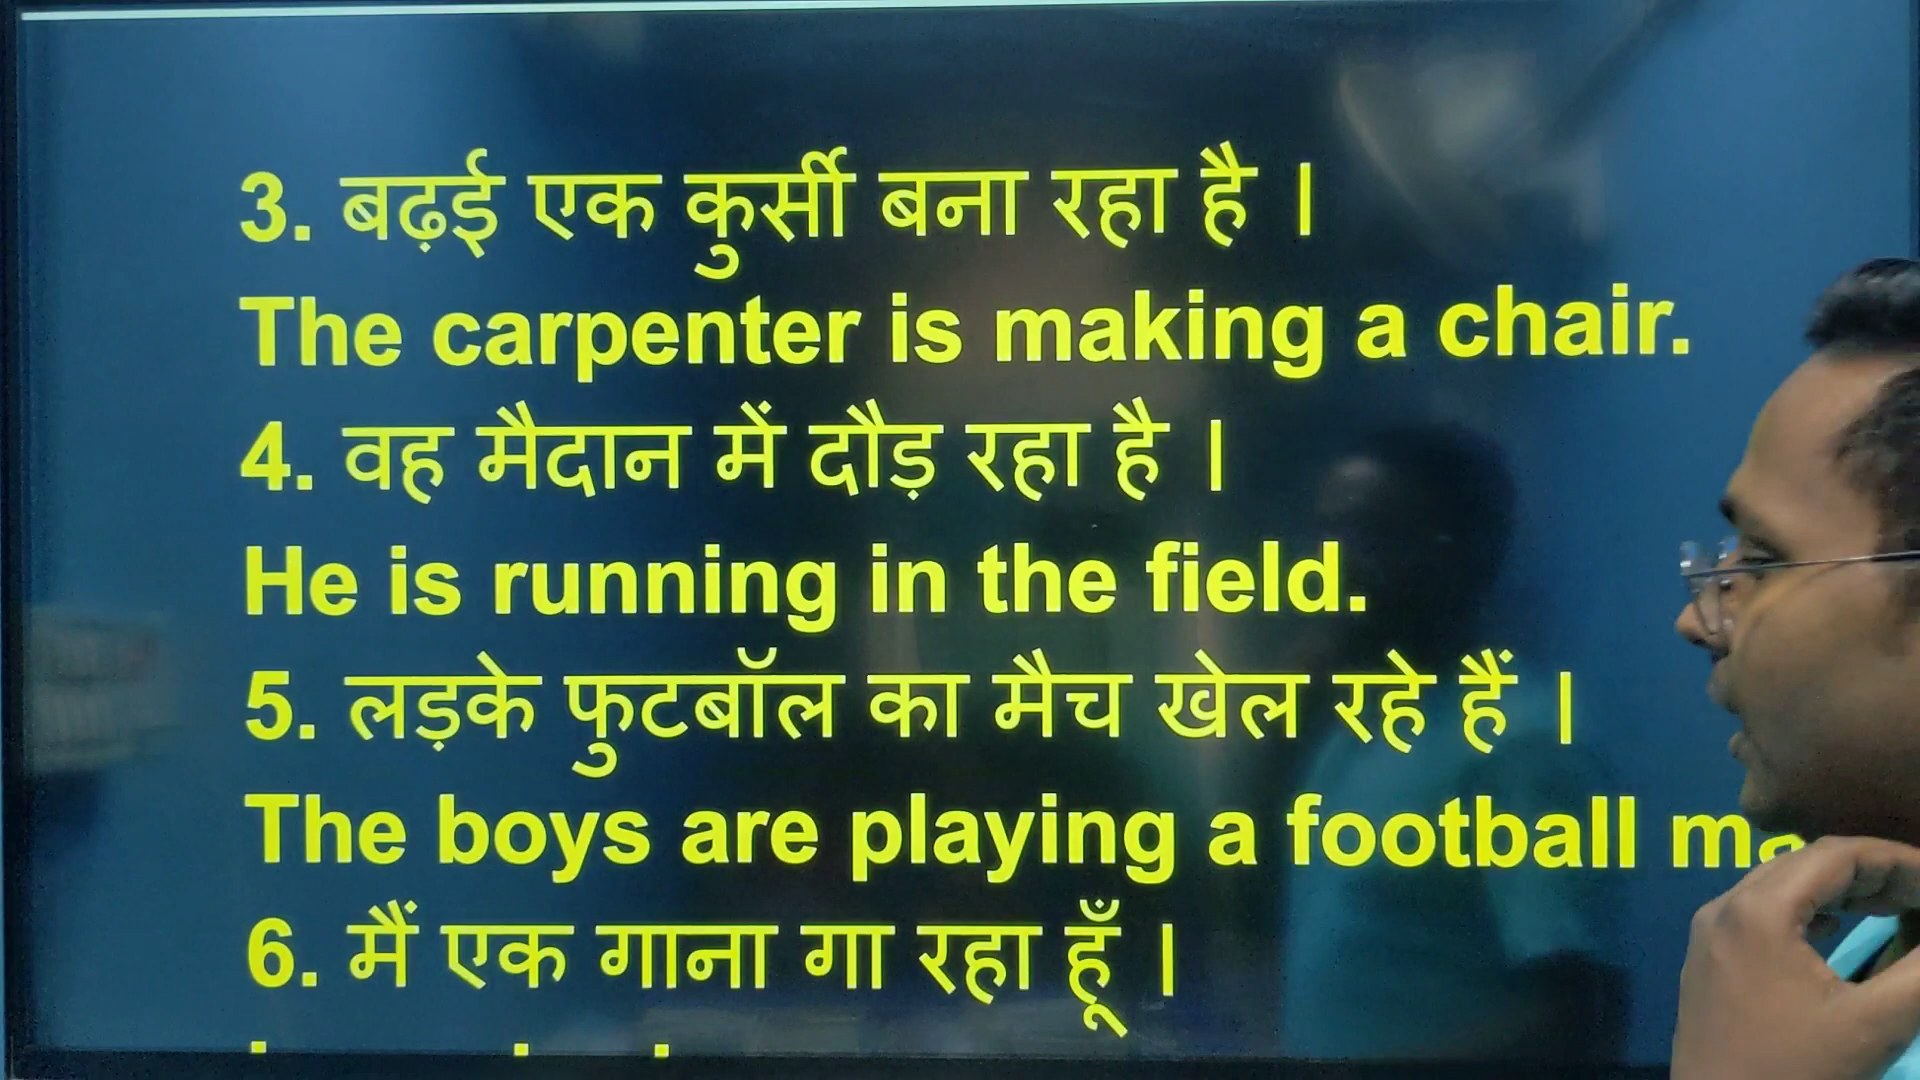 3. बढ़ई एक कुर्सी बना रहा है ।
The carpenter is making a chair.
4. वह मैदान में दौड़ रहा है ।
He is running in the field.
5. लड़के फुटबॉल का मैच खेल रहे हैं ।
The boys are playing a football
6. मैं एक गाना गा रहा हूँ ।